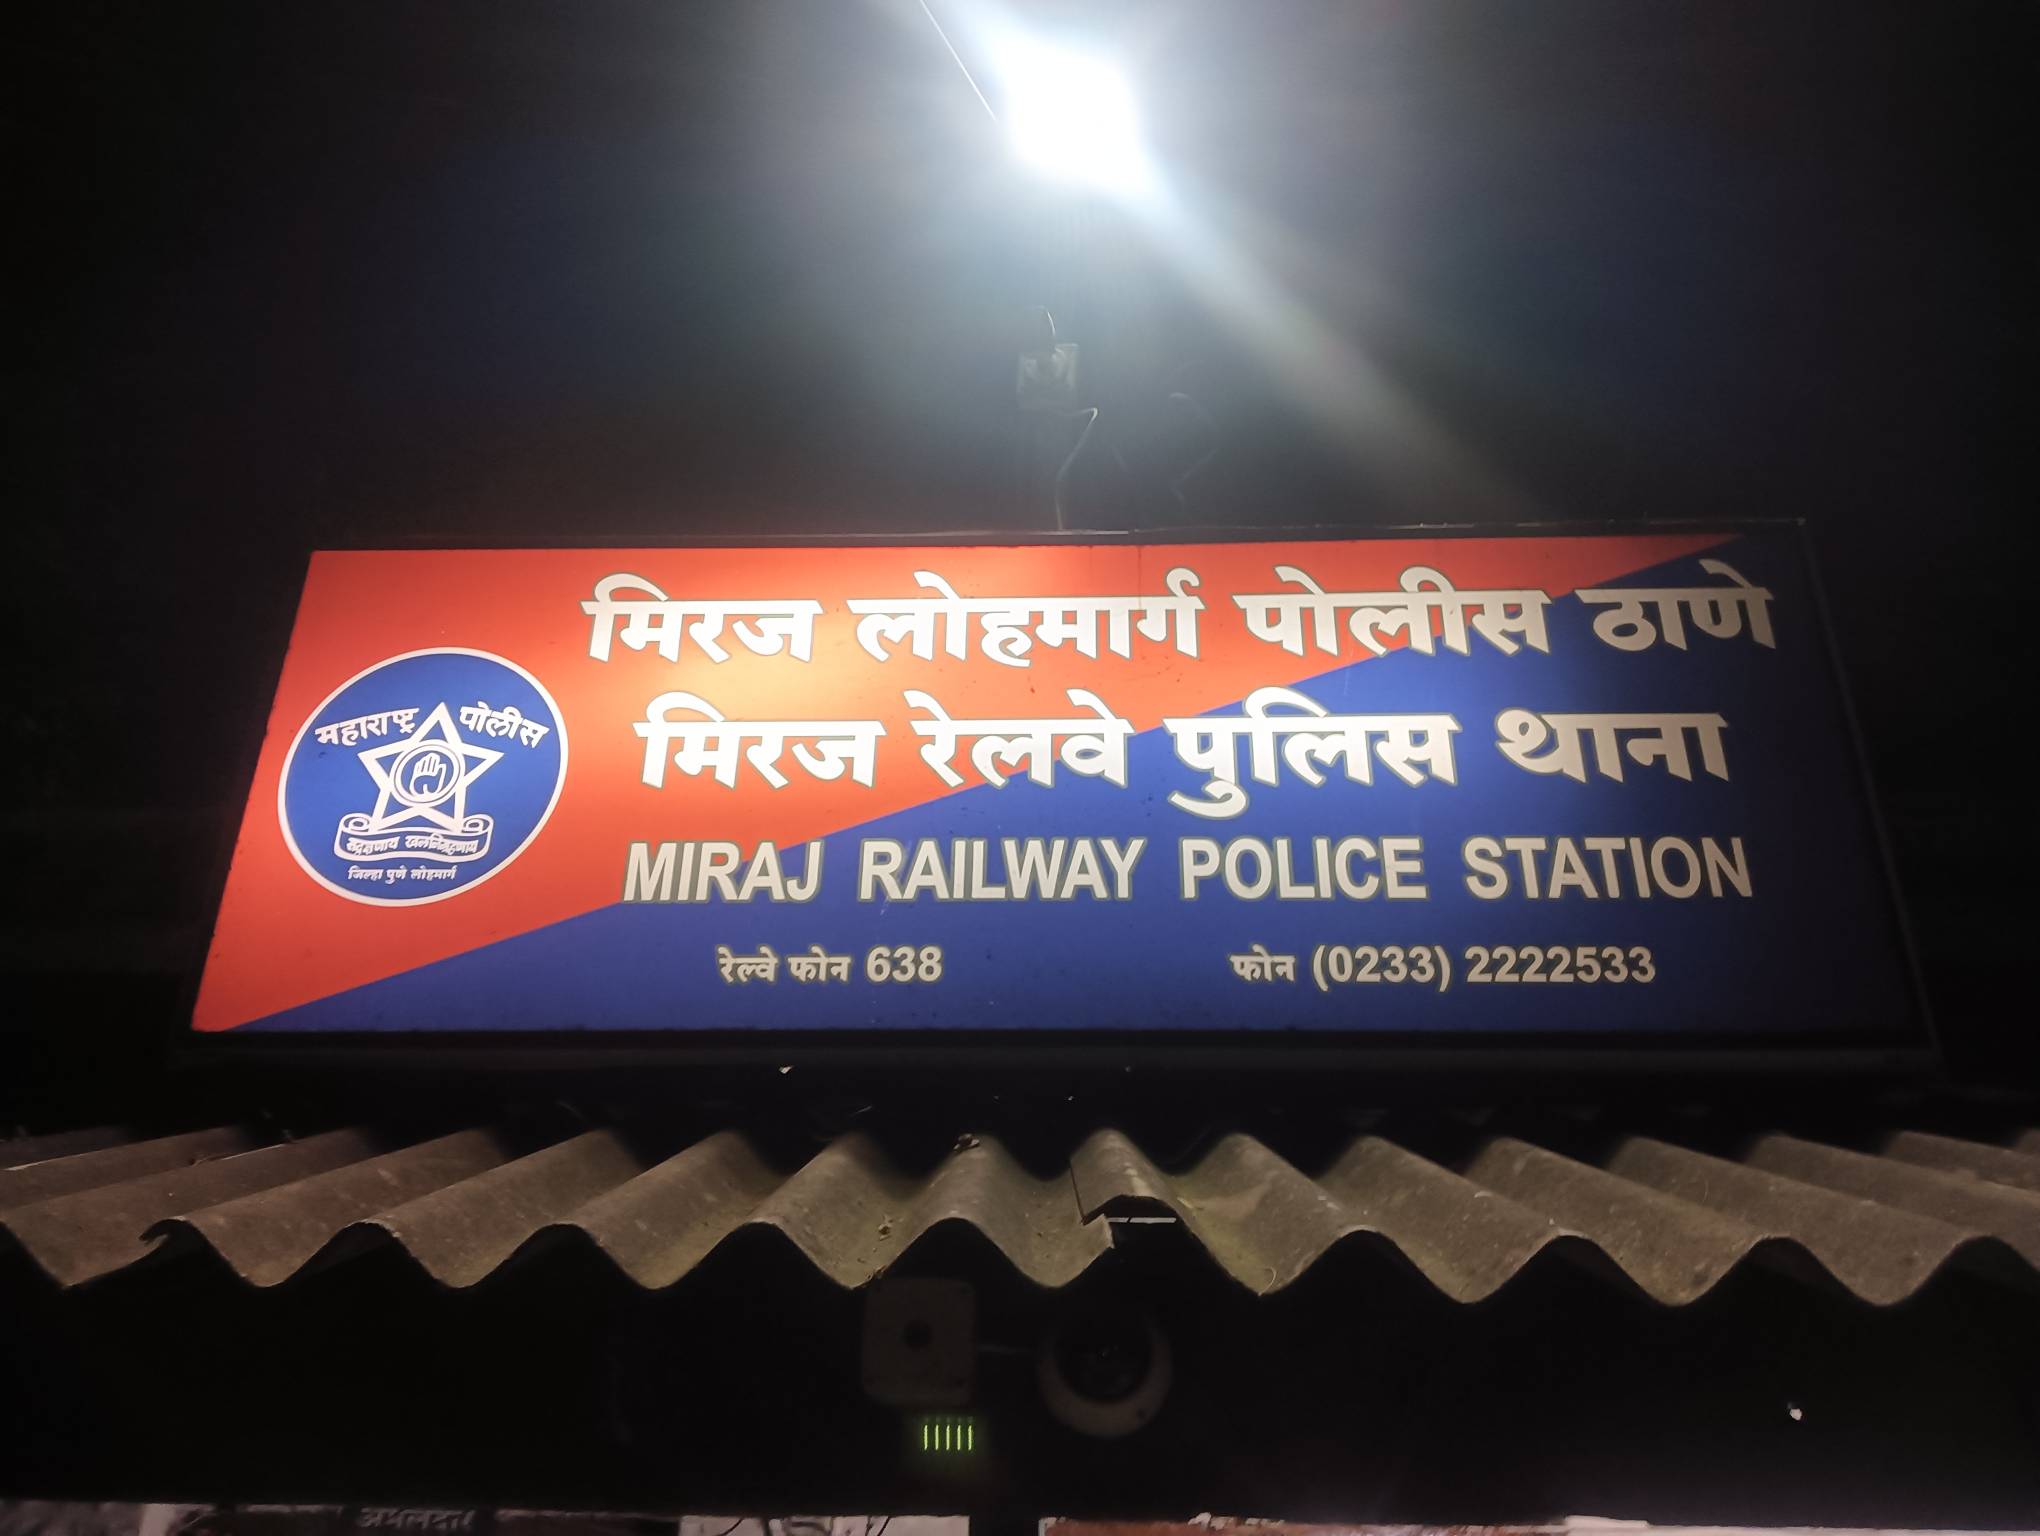 मिरज लोहमार्ग पोलीस ठाणे
मिरज रेलवे पुलिस थाना
MIRAJ RAILWAY POLICE STATION
रेल्वे फोन 638 फोन (0233) 2222533
महाराष्ट्र पोलीस
सद्रक्षणाय खलनिग्रहणाय
जिल्हा पुणे लोहमार्ग